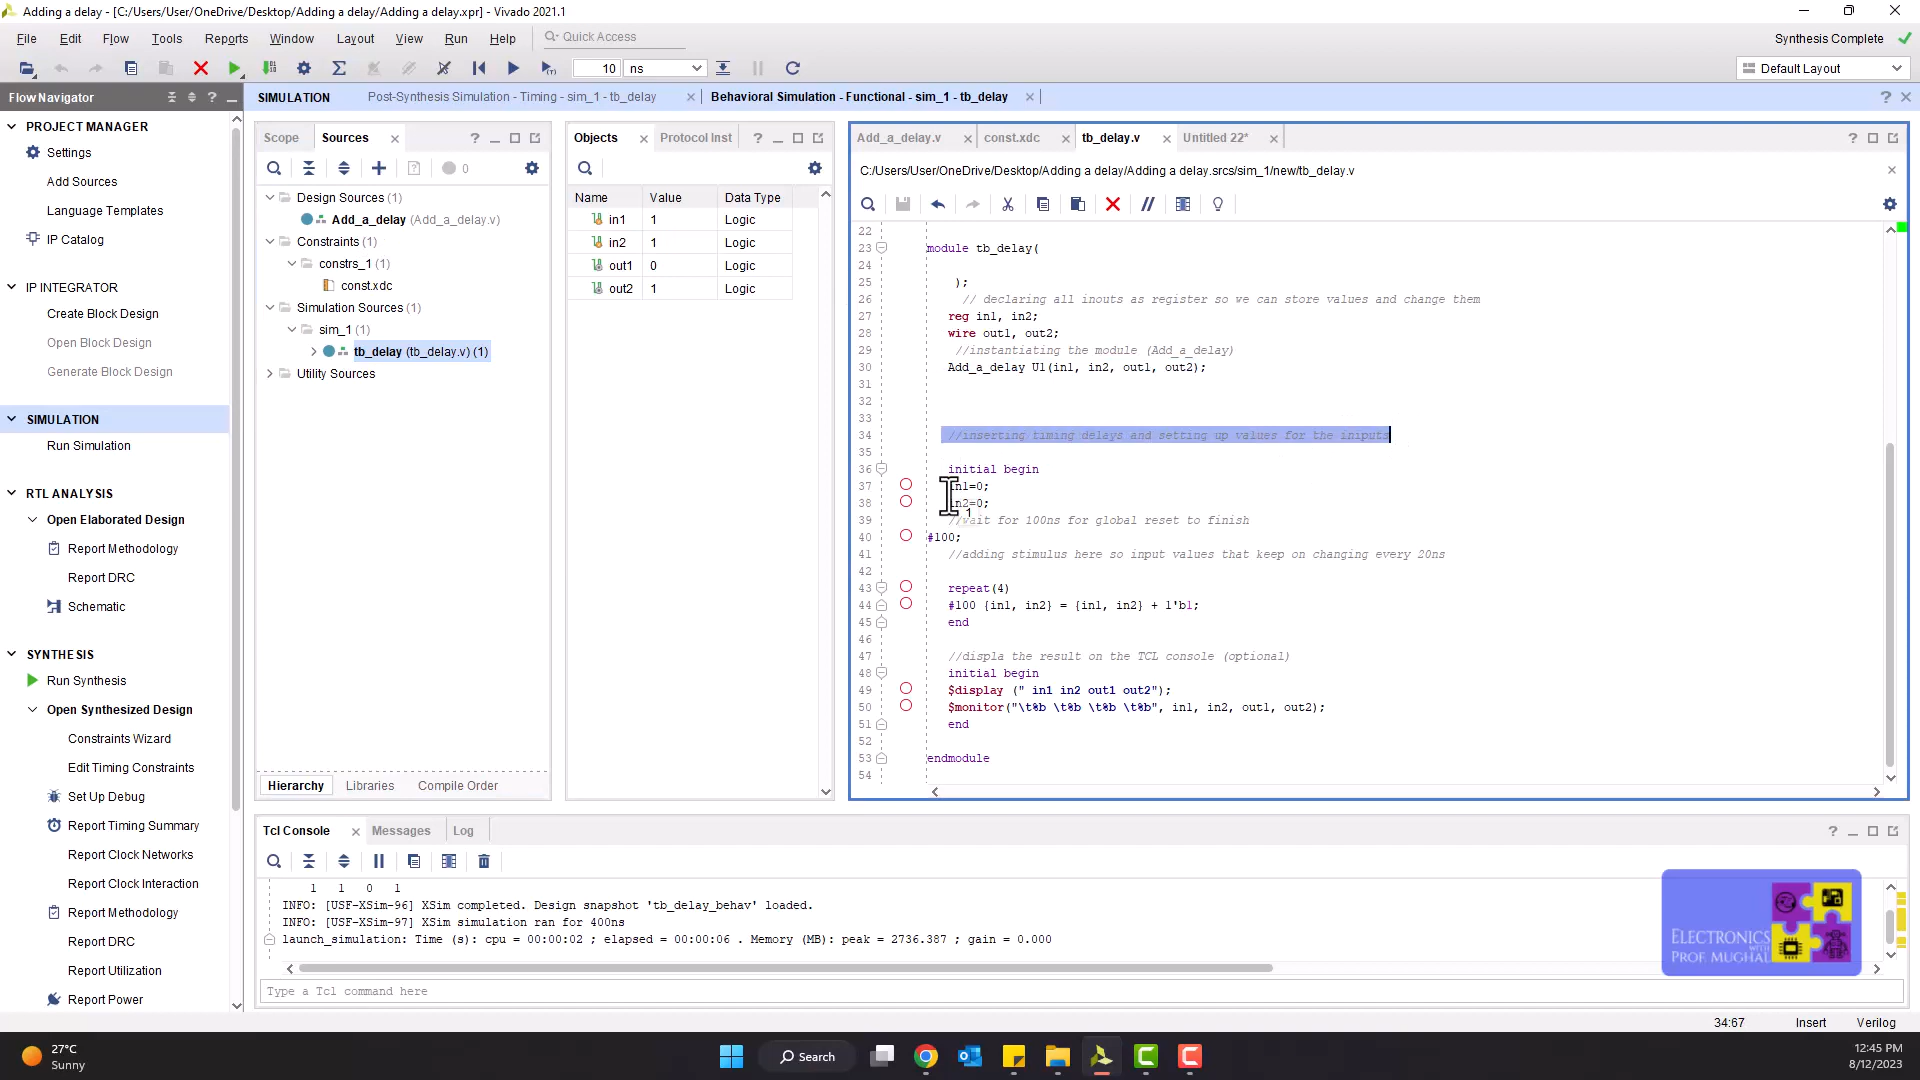 Adding a delay - [C:/Users/User/OneDrive/Desktop/Adding a delay/Adding a delay.xpr] - Vivado 2021.1
File Edit Flow Tools Reports Window Layout View Run Help Quick Access
Synthesis Complete
10 ns
Default Layout
Flow Navigator
SIMULATION
Post-Synthesis Simulation - Timing - sim_1 - tb_delay
Behavioral Simulation - Functional - sim_1 - tb_delay
PROJECT MANAGER
Settings
Add Sources
Language Templates
IP Catalog
IP INTEGRATOR
Create Block Design
Open Block Design
Generate Block Design
SIMULATION
Run Simulation
RTL ANALYSIS
Open Elaborated Design
Report Methodology
Report DRC
Schematic
SYNTHESIS
Run Synthesis
Open Synthesized Design
Constraints Wizard
Edit Timing Constraints
Set Up Debug
Report Timing Summary
Report Clock Networks
Report Clock Interaction
Report Methodology
Report DRC
Report Utilization
Report Power
Scope Sources
0
Design Sources (1)
Add_a_delay (Add_a_delay.v)
Constraints (1)
constrs_1 (1)
const.xdc
Simulation Sources (1)
sim_1 (1)
tb_delay (tb_delay.v) (1)
Utility Sources
Hierarchy Libraries Compile Order
Objects Protocol Inst
Name Value Data Type
in1 1 Logic
in2 1 Logic
out1 0 Logic
out2 1 Logic
Add_a_delay.v const.xdc tb_delay.v Untitled 22*
C:/Users/User/OneDrive/Desktop/Adding a delay/Adding a delay.srcs/sim_1/new/tb_delay.v
22
23 module tb_delay(
24
25 );
26 // declaring all inouts as register so we can store values and change them
27 reg in1, in2;
28 wire out1, out2;
29 //instantiating the module (Add_a_delay)
30 Add_a_delay U1(in1, in2, out1, out2);
31
32
33
34 //inserting timing delays and setting up values for the iniputs
35
36 initial begin
37 in1=0;
38 in2=0;
39 //wait for 100ns for global reset to finish
40 #100;
41 //adding stimulus here so input values that keep on changing every 20ns
42
43 repeat(4)
44 #100 {in1, in2} = {in1, in2} + 1'b1;
45 end
46
47 //displa the result on the TCL console (optional)
48 initial begin
49 $display (" in1 in2 out1 out2");
50 $monitor("\t%b \t%b \t%b \t%b", in1, in2, out1, out2);
51 end
52
53 endmodule
54
1
Tcl Console Messages Log
1 1 0 1
INFO: [USF-XSim-96] XSim completed. Design snapshot 'tb_delay_behav' loaded.
INFO: [USF-XSim-97] XSim simulation ran for 400ns
launch_simulation: Time (s): cpu = 00:00:02 ; elapsed = 00:00:06 . Memory (MB): peak = 2736.387 ; gain = 0.000
Type a Tcl command here
ELECTRONICS
WITH
PROF. MUGHAL
34:67 Insert Verilog
27°C
Sunny
Search
12:45 PM
8/12/2023